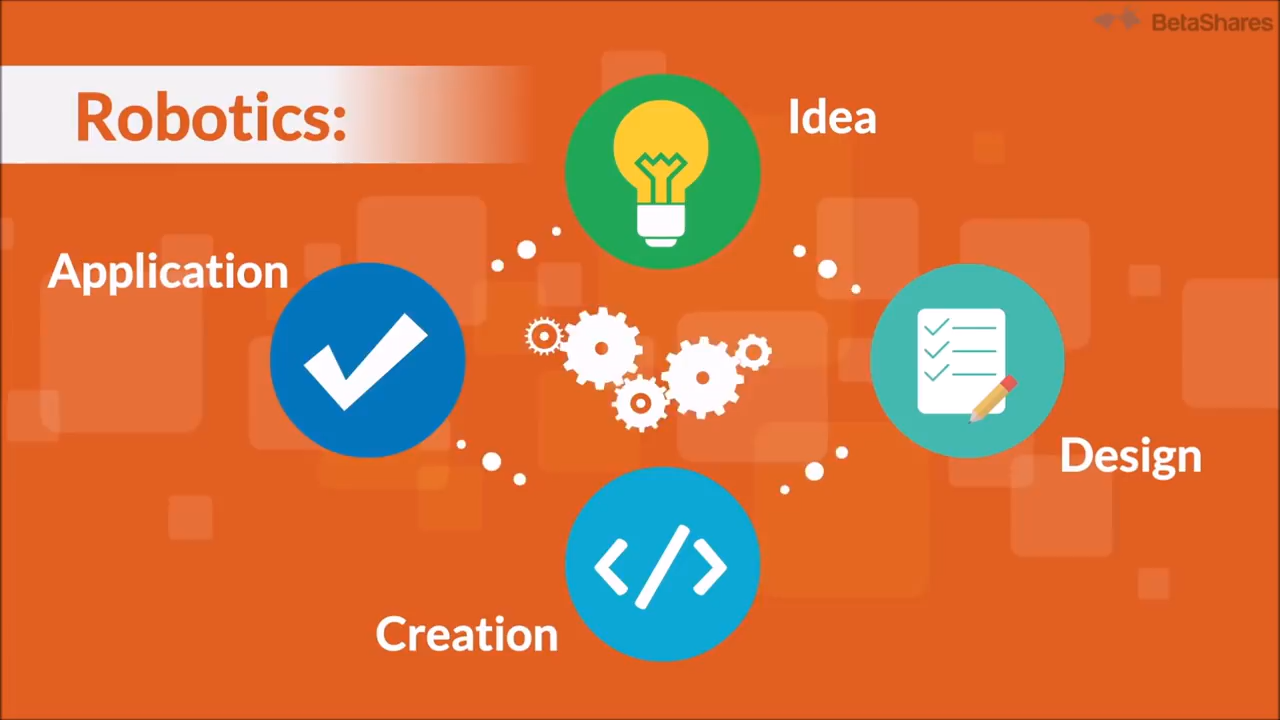 BetaShares
Robotics:
Idea
Application
Design
</>
Creation